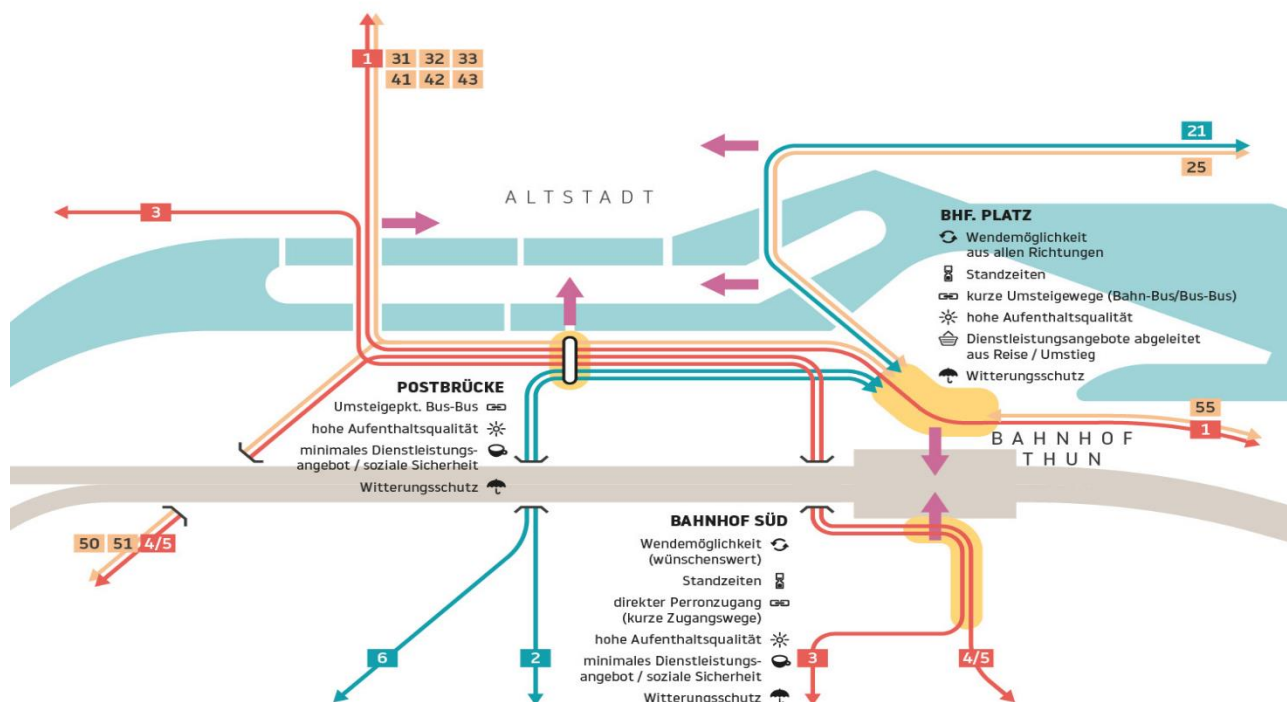 1 31 32 33
41 42 43
21
25
3
ALTSTADT
BHF. PLATZ
Wendemöglichkeit
aus allen Richtungen
Standzeiten
kurze Umsteigewege (Bahn-Bus/Bus-Bus)
hohe Aufenthaltsqualität
Dienstleistungsangebote abgeleitet
aus Reise / Umstieg
Witterungsschutz
POSTBRÜCKE
Umsteigepkt. Bus-Bus
hohe Aufenthaltsqualität
minimales Dienstleistungs-
angebot / soziale Sicherheit
Witterungsschutz
55
1
BAHNHOF
THUN
50 51 4/5
BAHNHOF SÜD
Wendemöglichkeit
(wünschenswert)
Standzeiten
direkter Perronzugang
(kurze Zugangswege)
hohe Aufenthaltsqualität
minimales Dienstleistungs-
angebot / soziale Sicherheit
Witterungsschutz
6
2
3
4/5